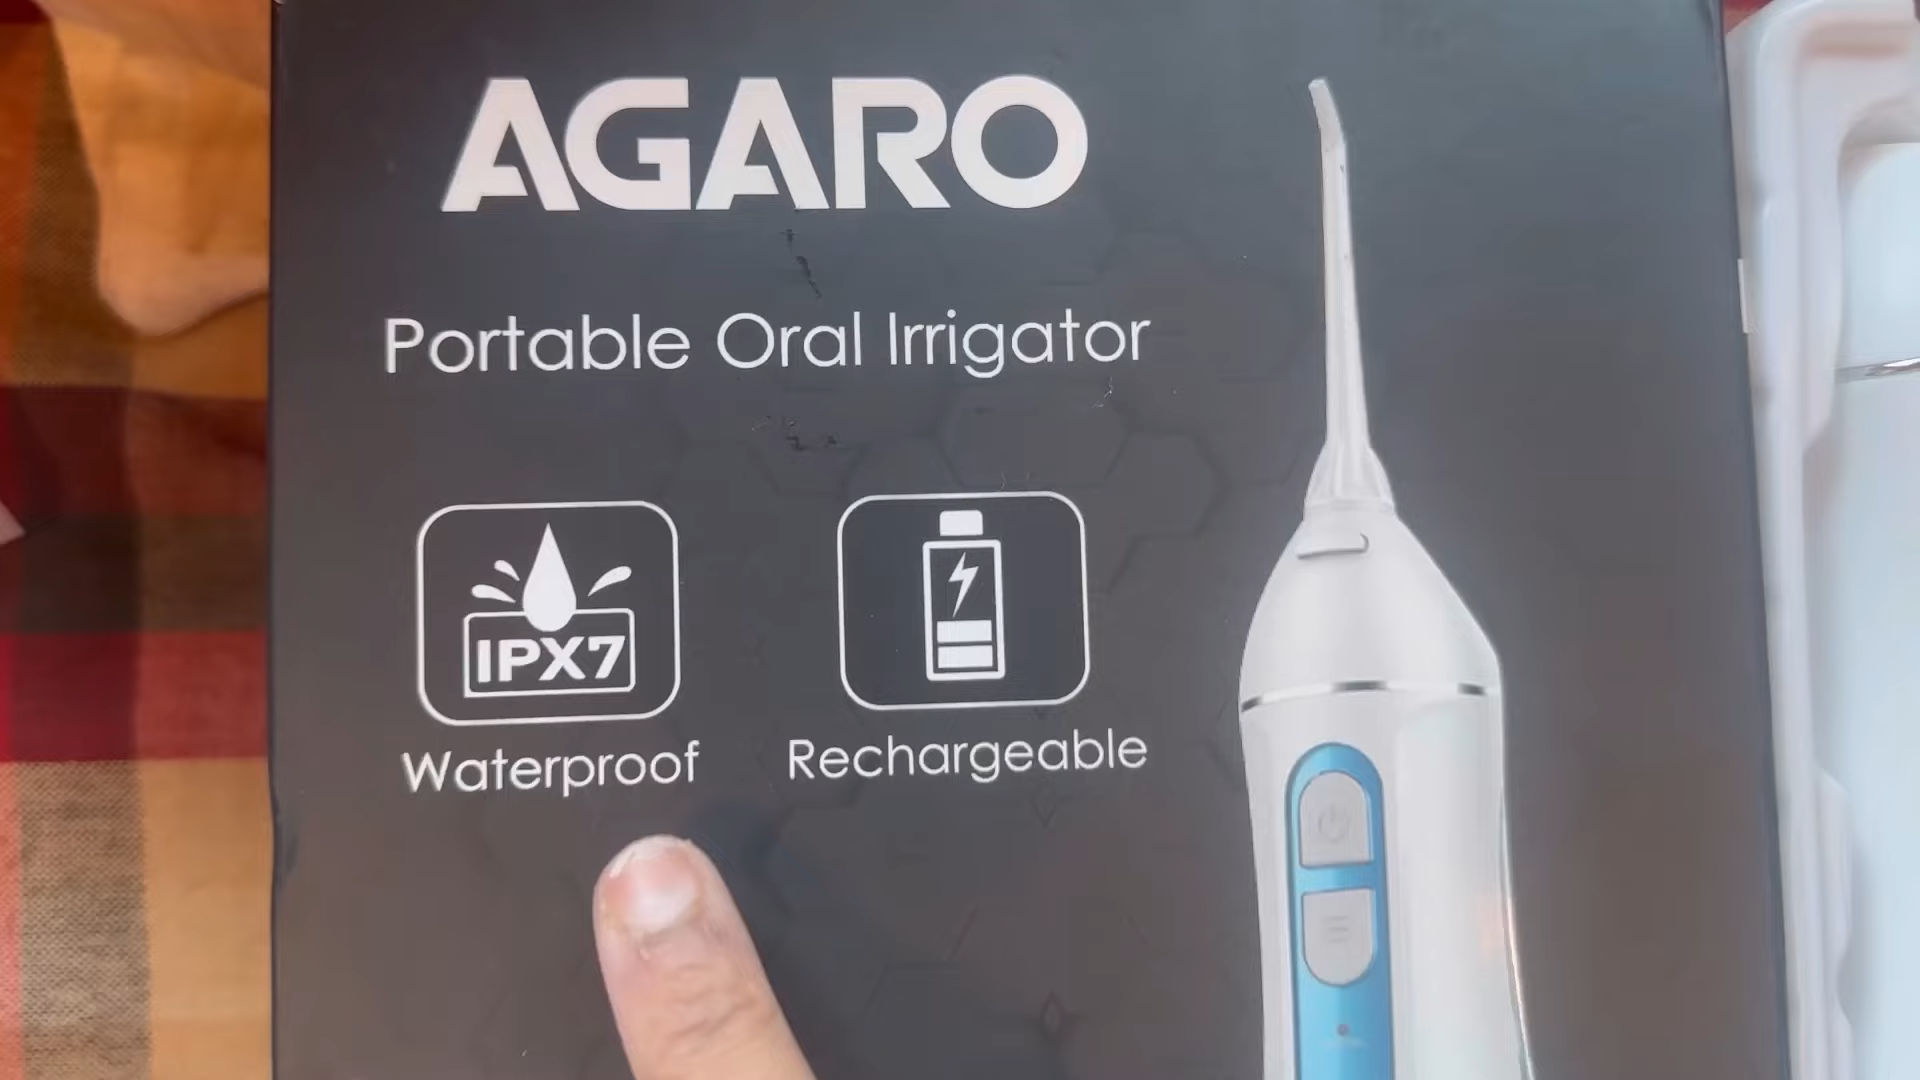 AGARO
Portable Oral Irrigator
IPX7
Waterproof
Rechargeable